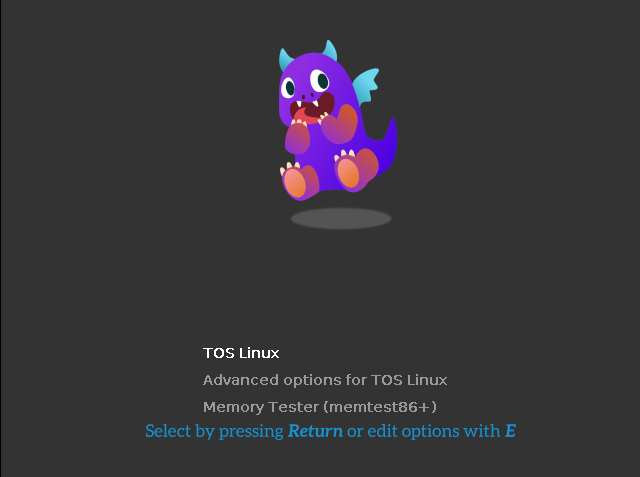 TOS Linux
Advanced options for TOS Linux
Memory Tester (memtest86+)
Select by pressing Return or edit options with E